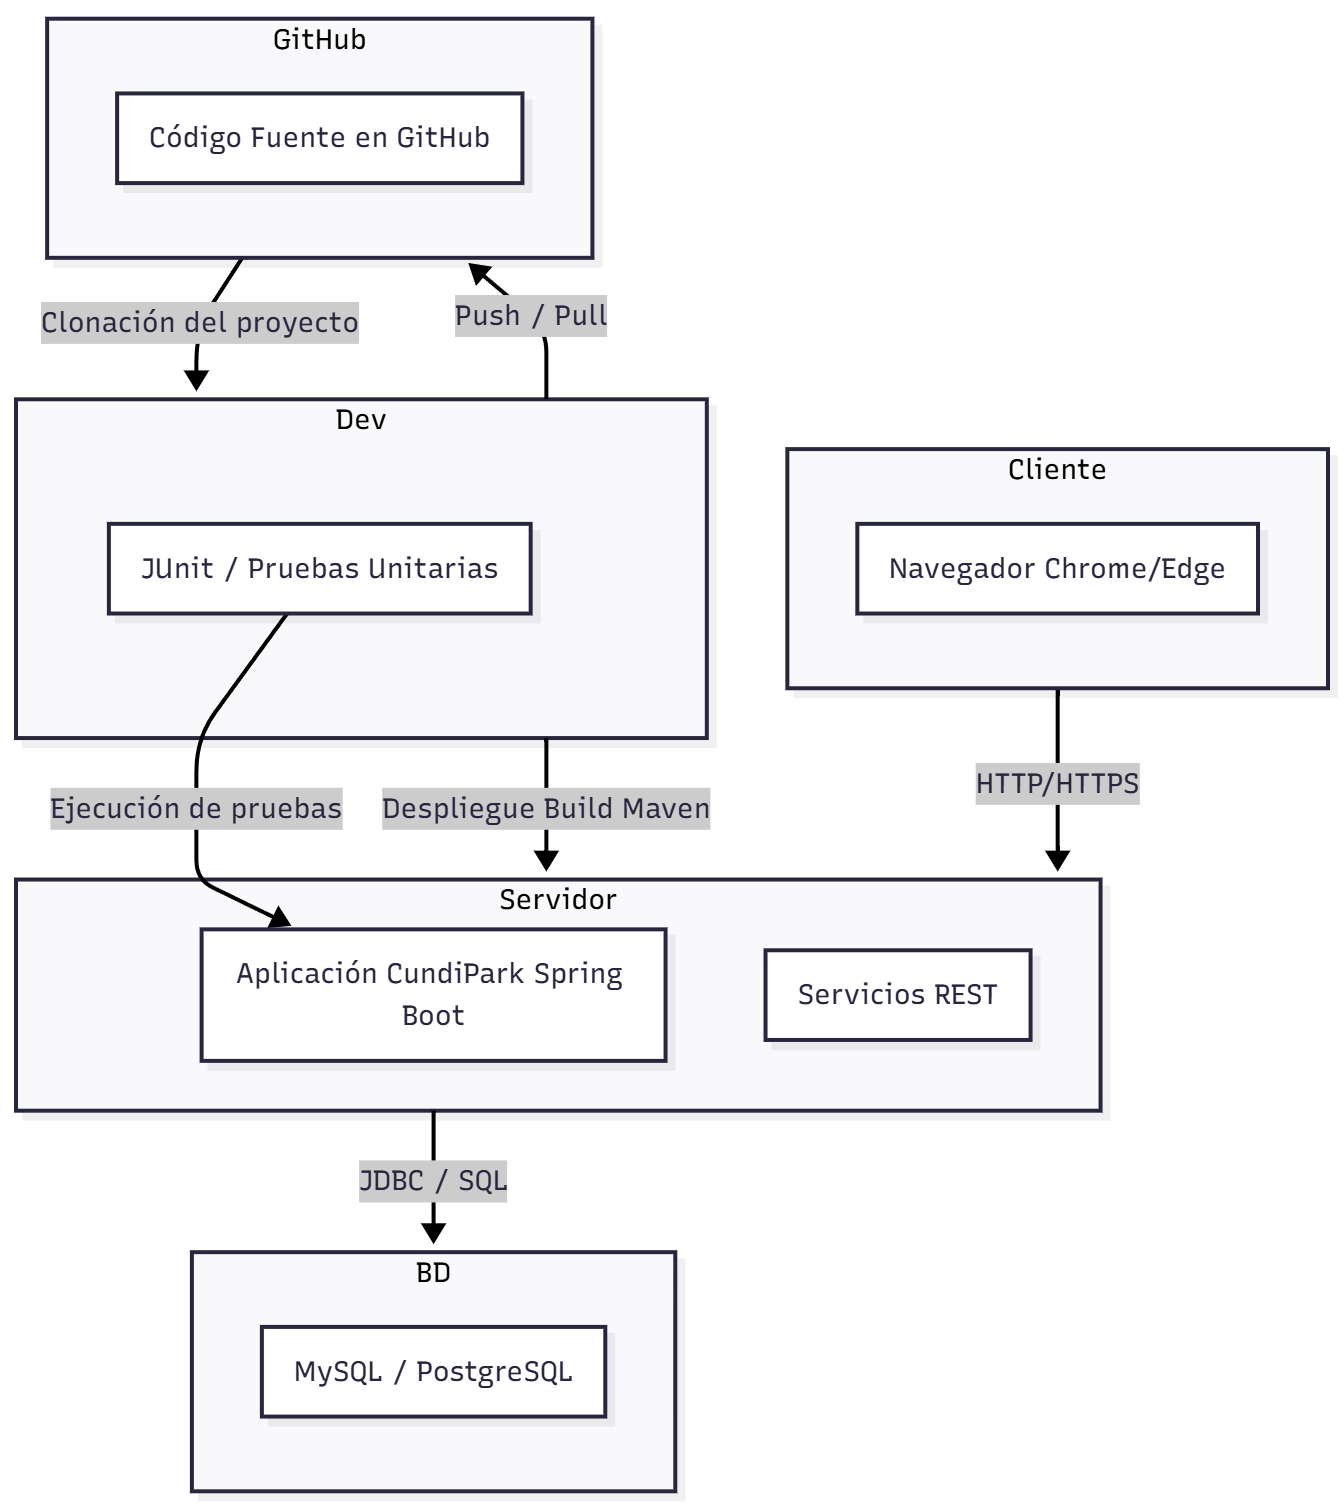 GitHub
Código Fuente en GitHub
Clonación del proyecto
Push / Pull
Dev
JUnit / Pruebas Unitarias
Cliente
Navegador Chrome/Edge
Ejecución de pruebas
Despliegue Build Maven
HTTP/HTTPS
Servidor
Aplicación CundiPark Spring
Boot
Servicios REST
JDBC / SQL
BD
MySQL / PostgreSQL